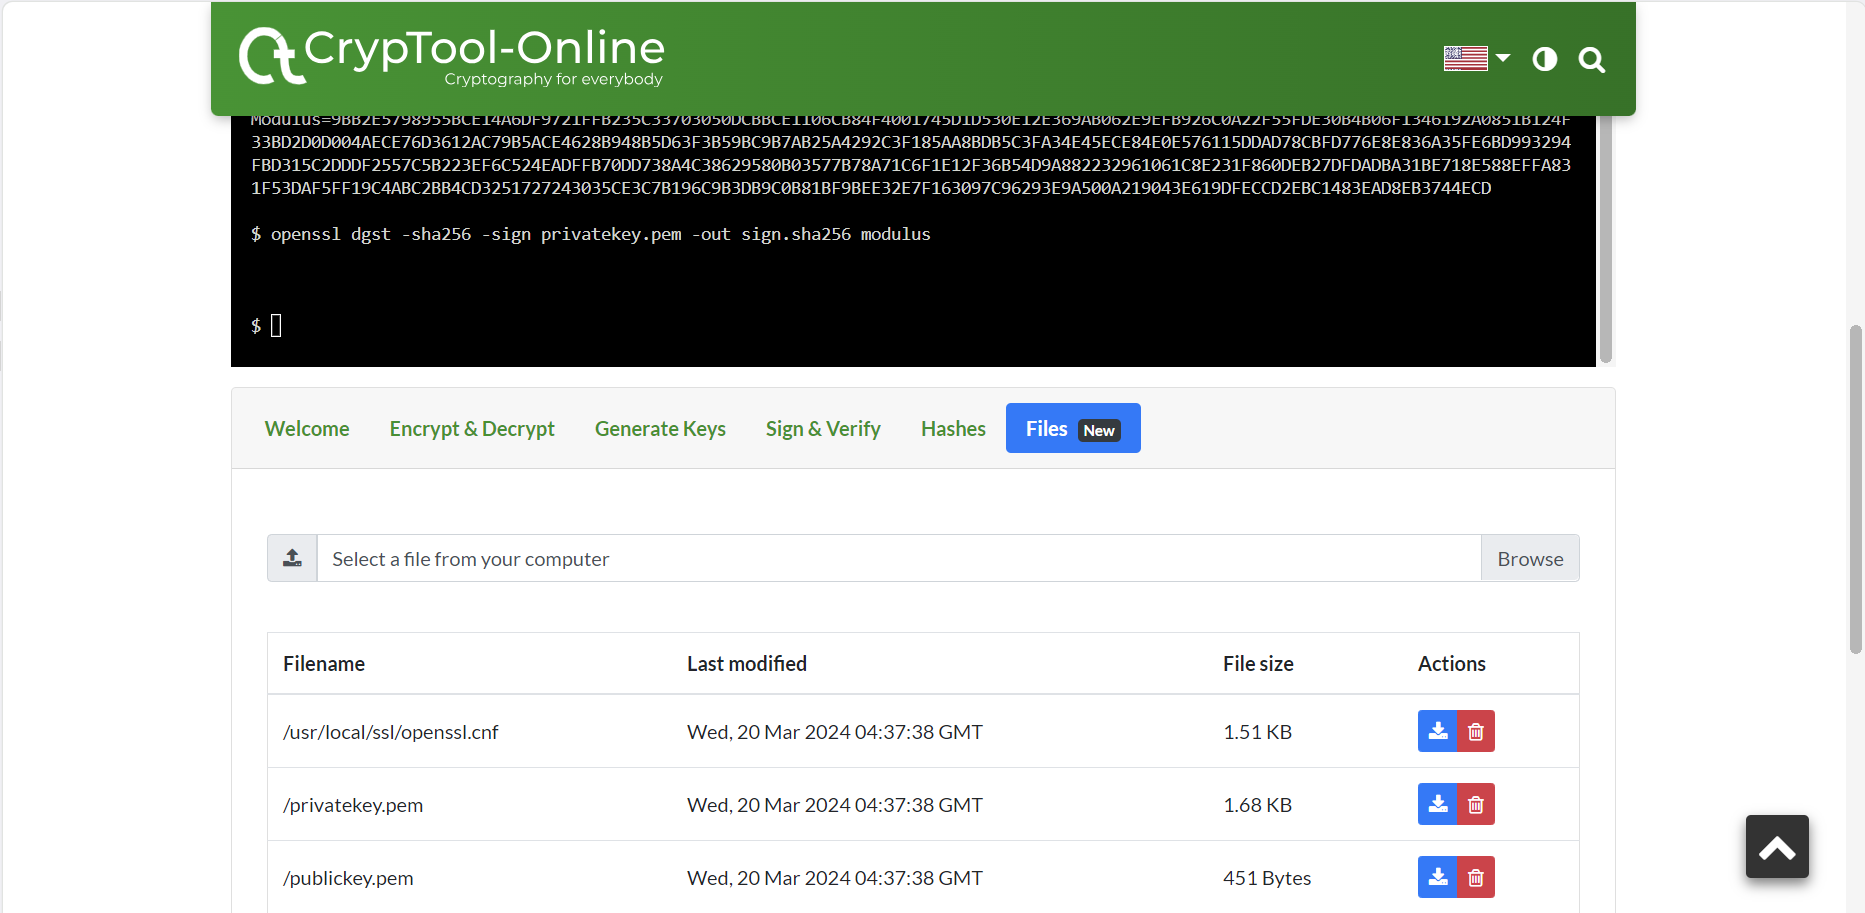 CrypTool-Online
Cryptography for everybody
Modulus=9BB2E5798955BCE14A6DF9721FFB235C33703050DCBBCE1106CB84F4001745D1D530E12E369AB062E9EFB926C0A22F55FDE30B4B06F1346192A0851B124F
33BD2D0D004AECE76D3612AC79B5ACE4628B948B5D63F3B59BC9B7AB25A4292C3F185AA8BDB5C3FA34E45ECE84E0E576115DDAD78CBFD776E8E836A35FE6BD993294
FBD315C2DDDF2557C5B223EF6C524EADFFB70DD738A4C38629580B03577B78A71C6F1E12F36B54D9A882232961061C8E231F860DEB27DFDADBA31BE718E588EFFA83
1F53DAF5FF19C4ABC2BB4CD3251727243035CE3C7B196C9B3DB9C0B81BF9BEE32E7F163097C96293E9A500A219043E619DFECCD2EBC1483EAD8EB3744ECD
$ openssl dgst -sha256 -sign privatekey.pem -out sign.sha256 modulus
$
Welcome Encrypt & Decrypt Generate Keys Sign & Verify Hashes Files New
Select a file from your computer Browse
Filename Last modified File size Actions
/usr/local/ssl/openssl.cnf Wed, 20 Mar 2024 04:37:38 GMT 1.51 KB
/privatekey.pem Wed, 20 Mar 2024 04:37:38 GMT 1.68 KB
/publickey.pem Wed, 20 Mar 2024 04:37:38 GMT 451 Bytes